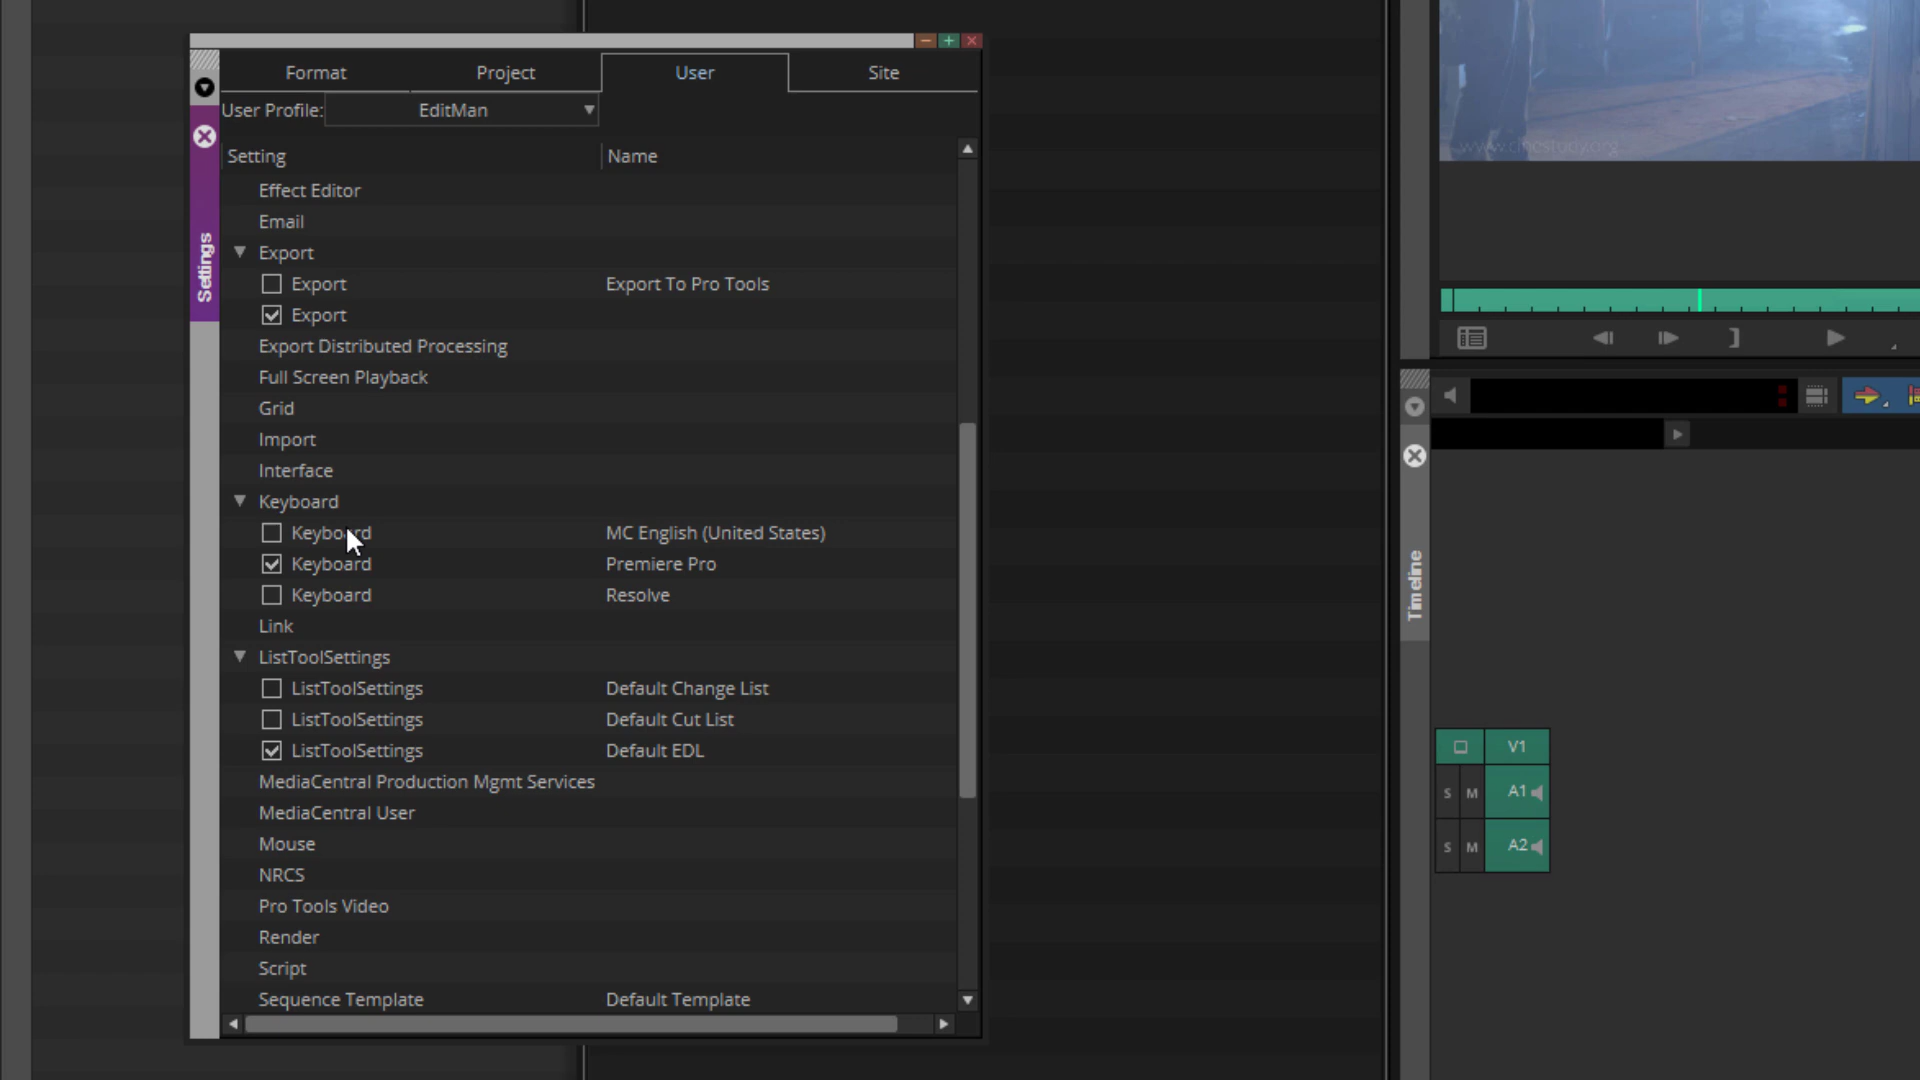 Format Project User Site
User Profile: EditMan
Setting Name
Effect Editor
Email
Export
Export Export To Pro Tools
Export
Export Distributed Processing
Full Screen Playback
Grid
Import
Interface
Keyboard
Keyboard MC English (United States)
Keyboard Premiere Pro
Keyboard Resolve
Link
ListToolSettings
ListToolSettings Default Change List
ListToolSettings Default Cut List
ListToolSettings Default EDL
MediaCentral Production Mgmt Services
MediaCentral User
Mouse
NRCS
Pro Tools Video
Render
Script
Sequence Template Default Template
Settings
www.cinestudy.org
Timeline
V1
S M A1
S M A2